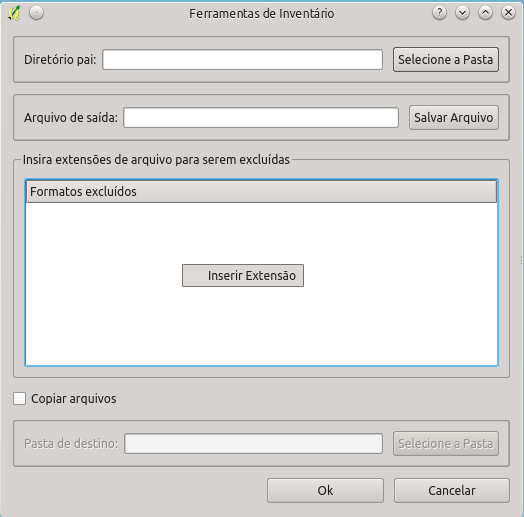 Ferramentas de Inventário
Diretório pai: Selecione a Pasta
Arquivo de saída: Salvar Arquivo
Insira extensões de arquivo para serem excluídas
Formatos excluídos
Inserir Extensão
Copiar arquivos
Pasta de destino: Selecione a Pasta
Ok Cancelar